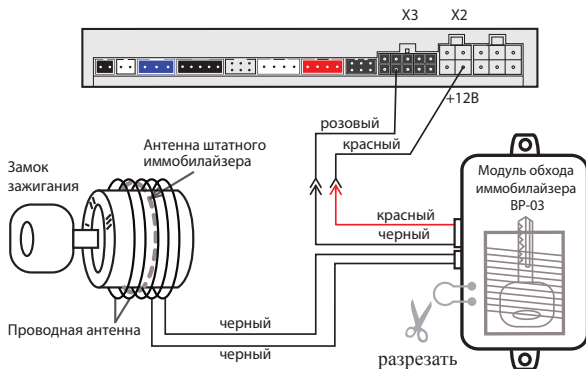 X3
X2
+12В
розовый
красный
Антенна штатного
иммобилайзера
Замок
зажигания
Модуль обхода
иммобилайзера
ВР-03
красный
черный
Проводная антенна
черный
черный
разрезать